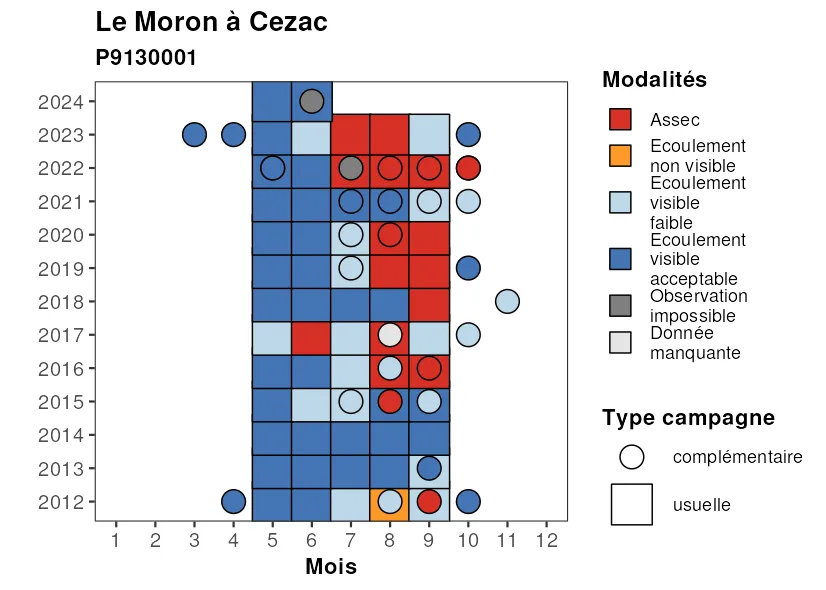 Le Moron à Cezac
P9130001
2024
2023
2022
2021
2020
2019
2018
2017
2016
2015
2014
2013
2012
1 2 3 4 5 6 7 8 9 10 11 12
Mois
Modalités
Assec
Ecoulement
non visible
Ecoulement
visible
faible
Ecoulement
visible
acceptable
Observation
impossible
Donnée
manquante
Type campagne
complémentaire
usuelle